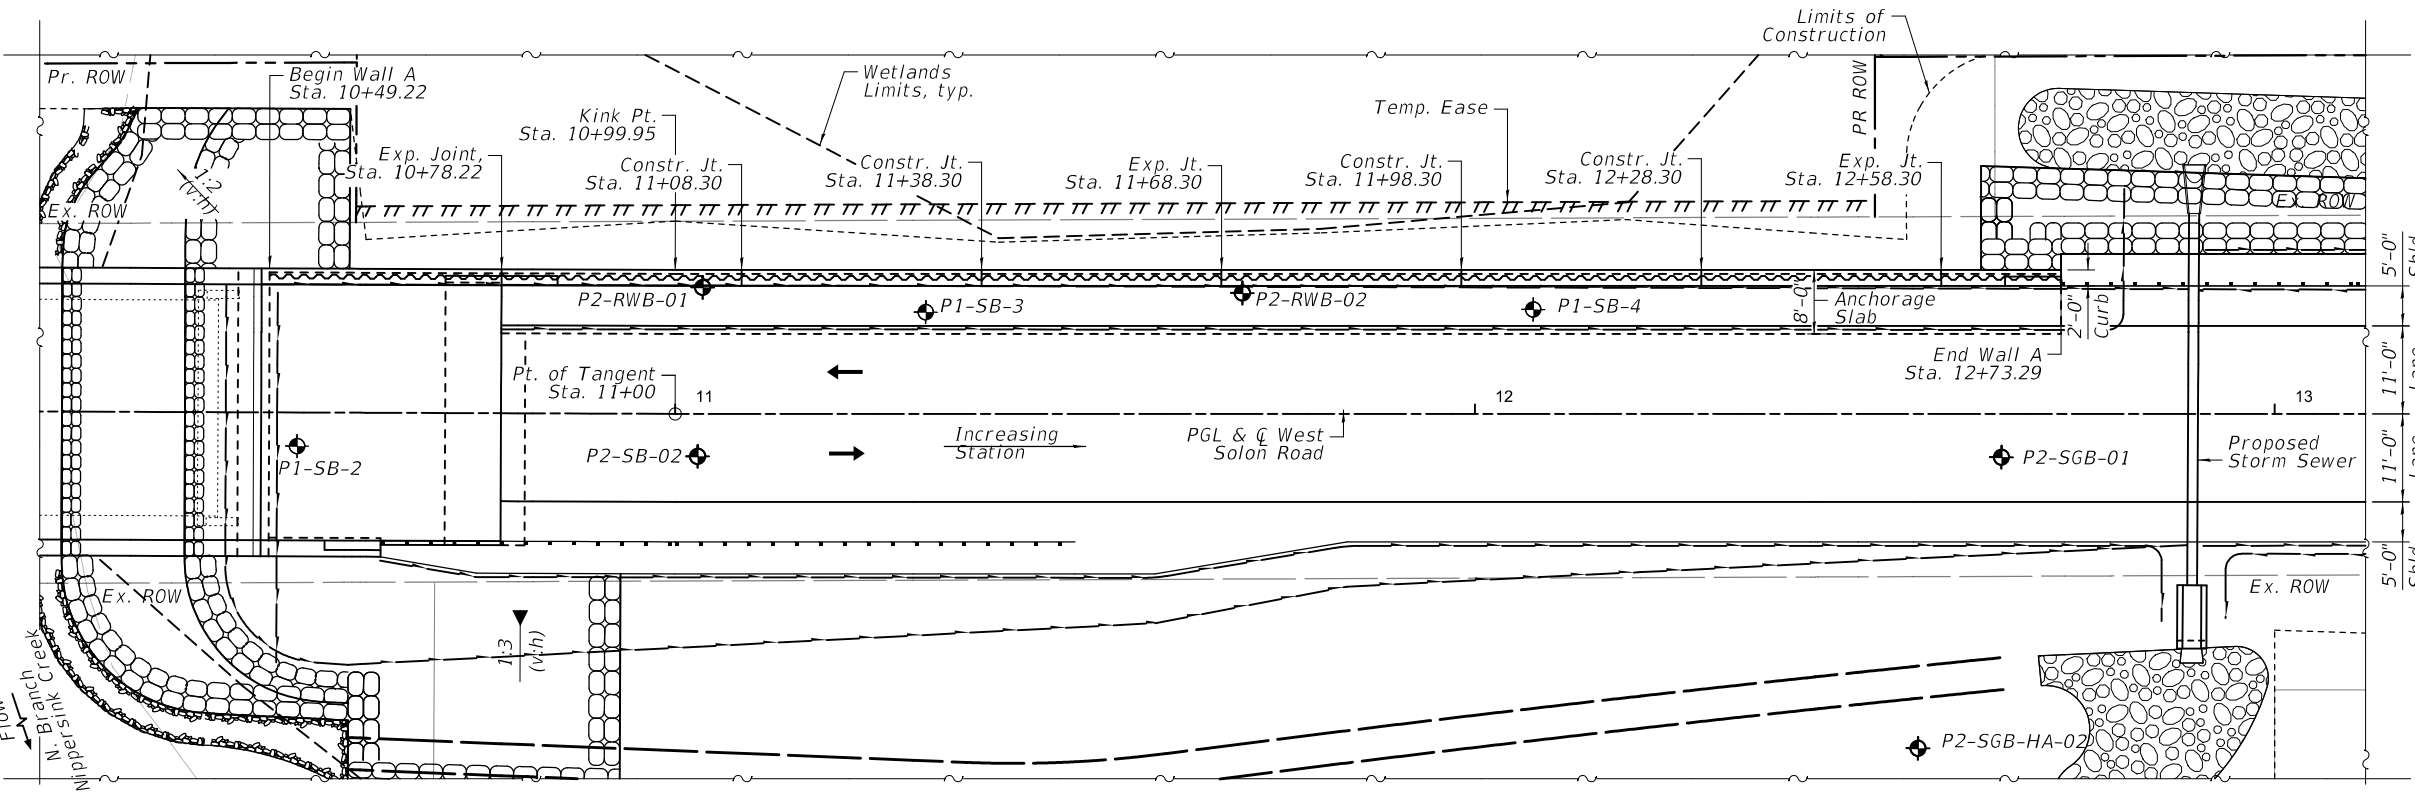 Limits of
Construction
Pr. ROW
Begin Wall A
Sta. 10+49.22
Wetlands
Limits, typ.
PR ROW
Kink Pt.
Sta. 10+99.95
Temp. Ease
Exp. Joint,
Sta. 10+78.22
Constr. Jt.
Sta. 11+08.30
Constr. Jt.
Sta. 11+38.30
Exp. Jt.
Sta. 11+68.30
Constr. Jt.
Sta. 11+98.30
Constr. Jt.
Sta. 12+28.30
Exp. Jt.
Sta. 12+58.30
1:2
(v:h)
Ex. ROW
Ex. ROW
5'-0"
Shld
P2-RWB-01
P1-SB-3
P2-RWB-02
P1-SB-4
8'-0"
Anchorage
Slab
2'-0"
Curb
End Wall A
Sta. 12+73.29
11'-0"
Lane
Pt. of Tangent
Sta. 11+00
11
12
13
P1-SB-2
P2-SB-02
Increasing
Station
PGL & ℄ West
Solon Road
P2-SGB-01
Proposed
Storm Sewer
11'-0"
Lane
5'-0"
Shld
Ex. ROW
Ex. ROW
1:3
(v:h)
Flow
N. Branch
Nippersink Creek
P2-SGB-HA-02